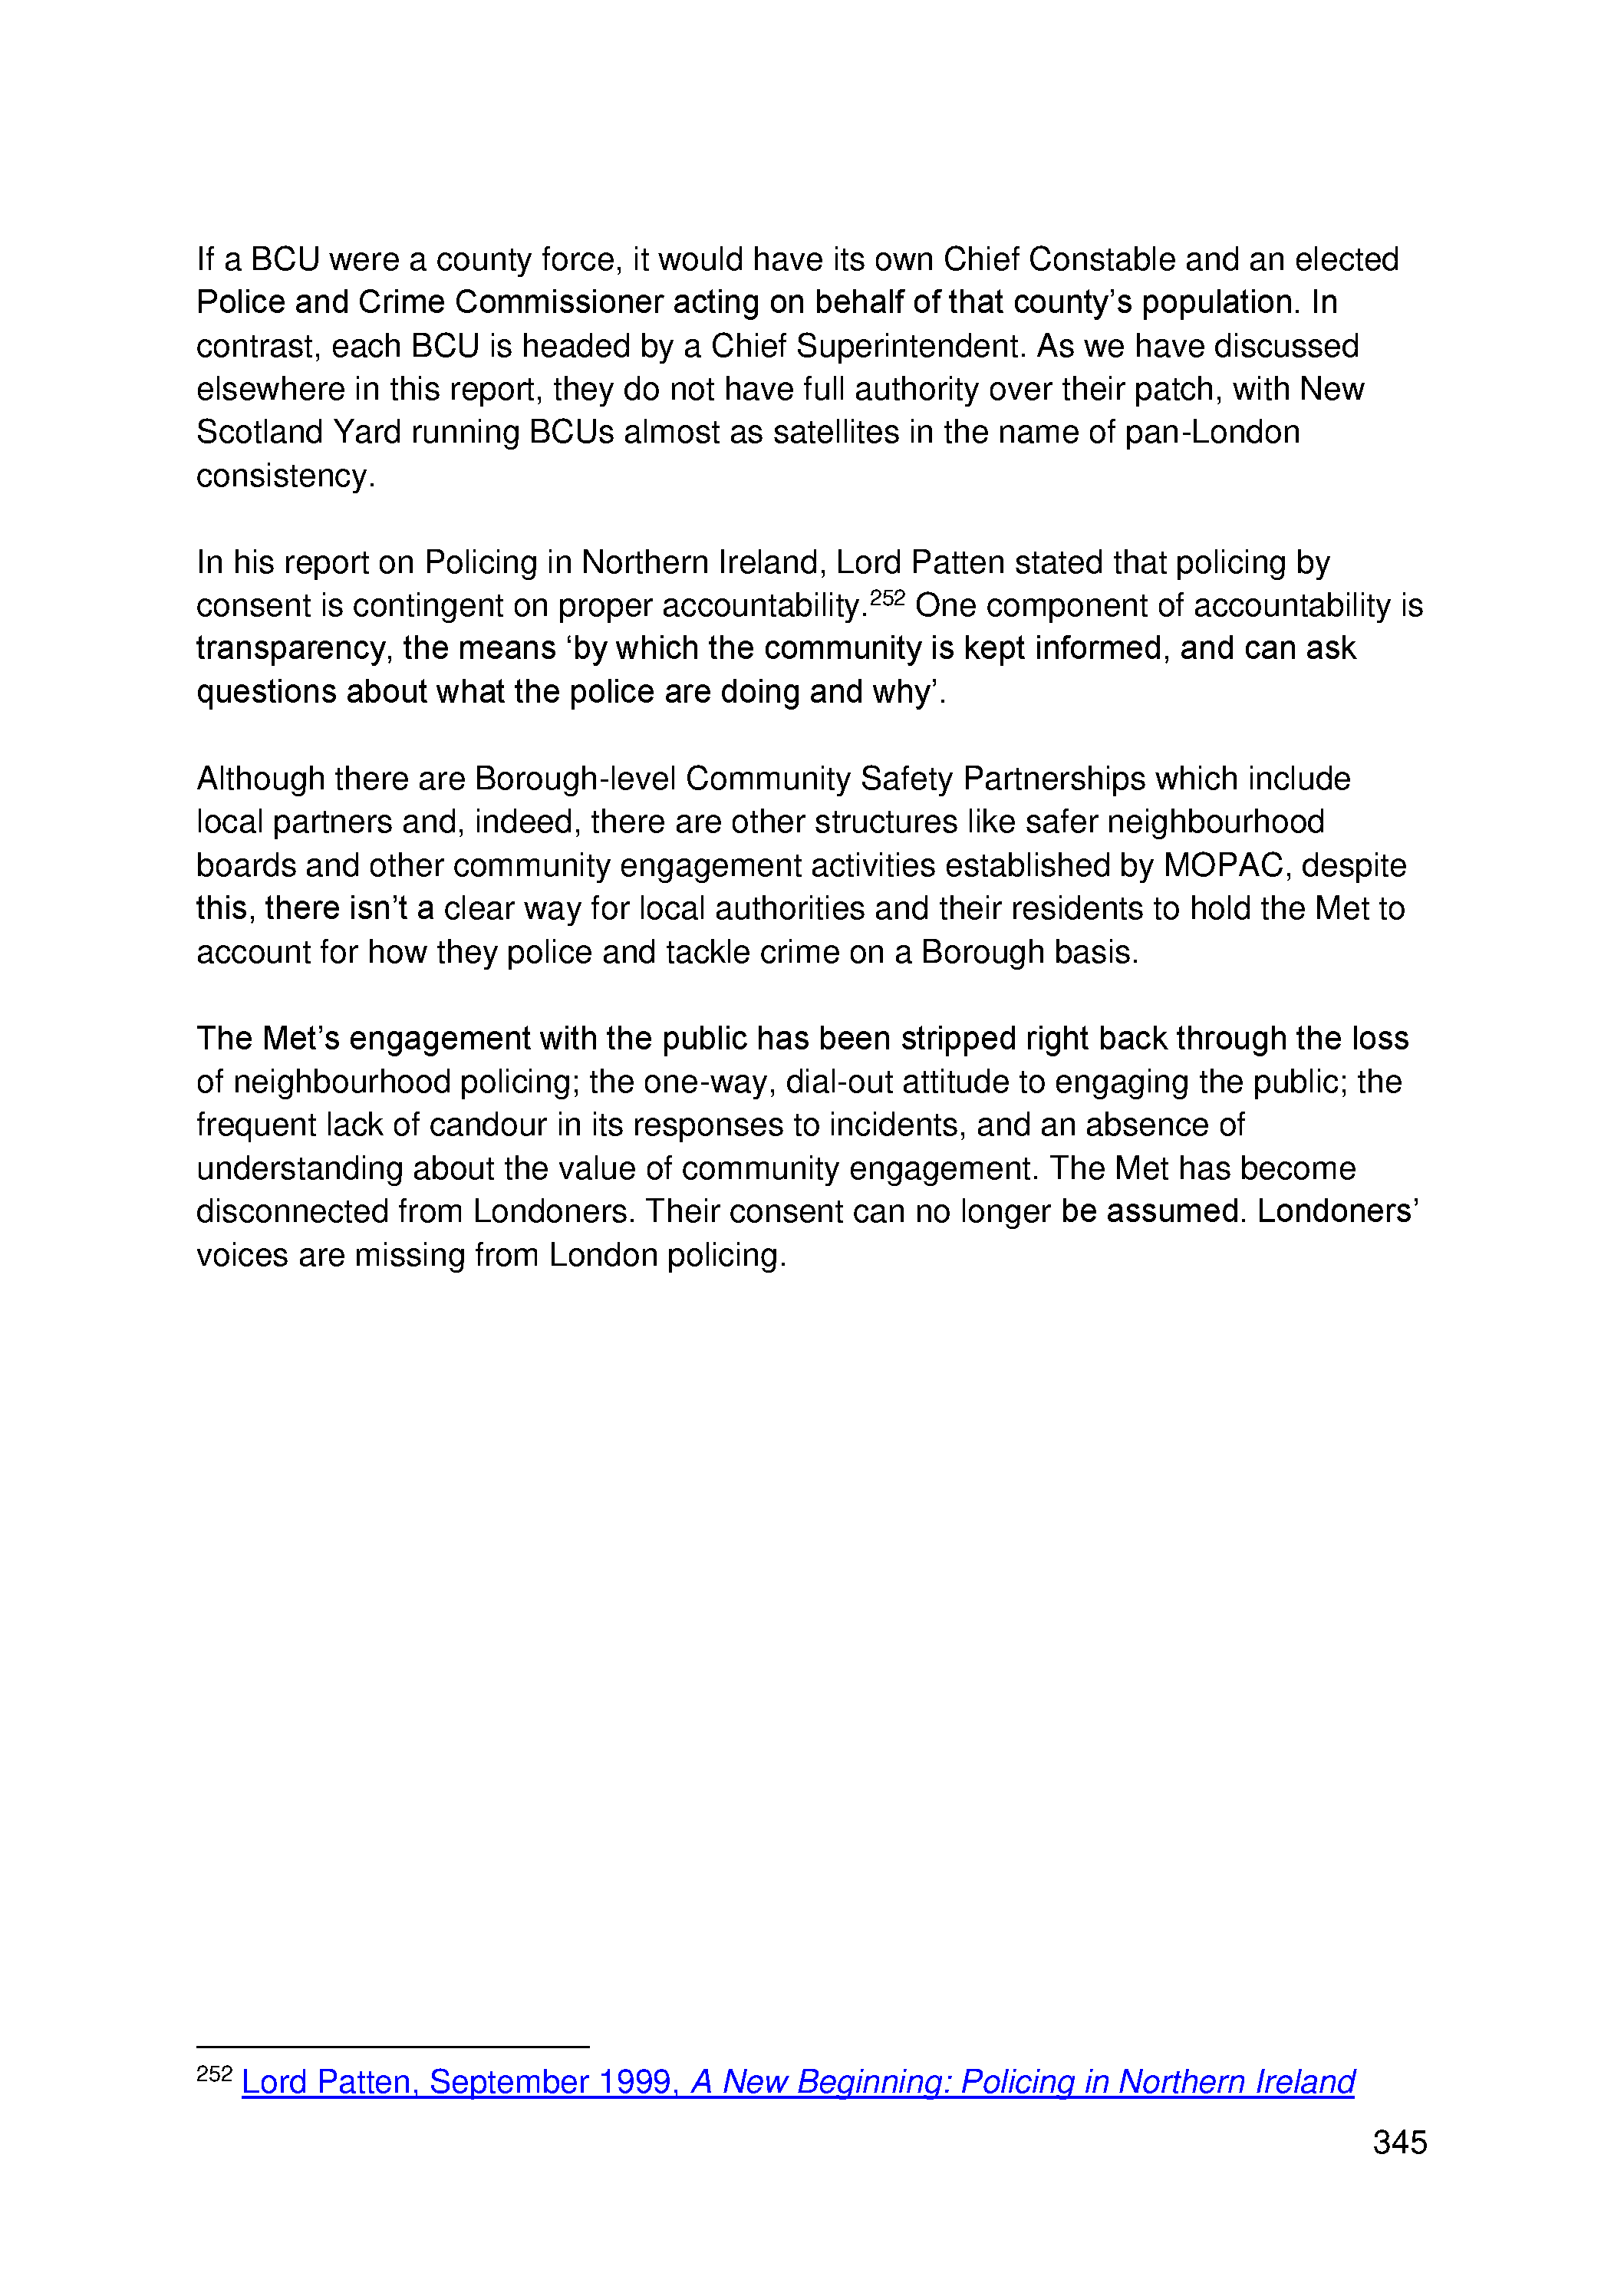 If a BCU were a county force, it would have its own Chief Constable and an elected
Police and Crime Commissioner acting on behalf of that county’s population. In
contrast, each BCU is headed by a Chief Superintendent. As we have discussed
elsewhere in this report, they do not have full authority over their patch, with New
Scotland Yard running BCUs almost as satellites in the name of pan-London
consistency.
In his report on Policing in Northern Ireland, Lord Patten stated that policing by
consent is contingent on proper accountability.252 One component of accountability is
transparency, the means ‘by which the community is kept informed, and can ask
questions about what the police are doing and why’.
Although there are Borough-level Community Safety Partnerships which include
local partners and, indeed, there are other structures like safer neighbourhood
boards and other community engagement activities established by MOPAC, despite
this, there isn’t a clear way for local authorities and their residents to hold the Met to
account for how they police and tackle crime on a Borough basis.
The Met’s engagement with the public has been stripped right back through the loss
of neighbourhood policing; the one-way, dial-out attitude to engaging the public; the
frequent lack of candour in its responses to incidents, and an absence of
understanding about the value of community engagement. The Met has become
disconnected from Londoners. Their consent can no longer be assumed. Londoners’
voices are missing from London policing.
252 Lord Patten, September 1999, A New Beginning: Policing in Northern Ireland
345